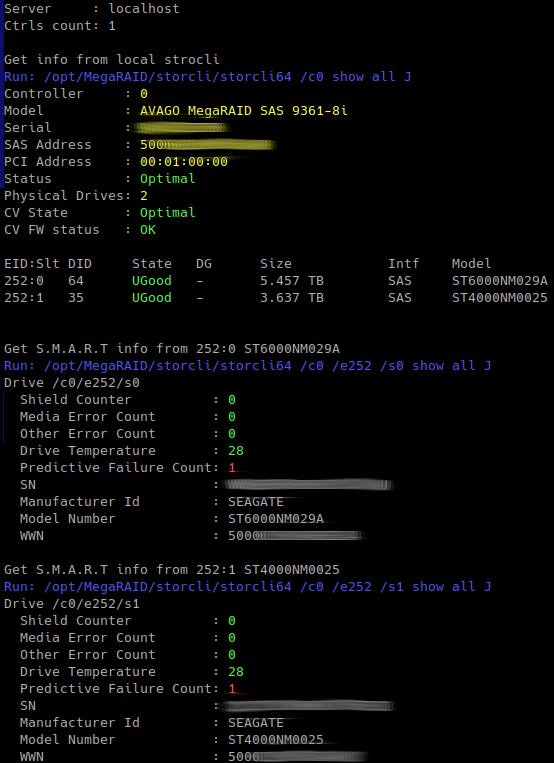 Server     : localhost
Ctrls count: 1
Get info from local strocli
Run: /opt/MegaRAID/storcli/storcli64 /c0 show all J
Controller     : 0
Model          : AVAGO MegaRAID SAS 9361-8i
Serial         :
SAS Address    : 500
PCI Address    : 00:01:00:00
Status         : Optimal
Physical Drives: 2
CV State       : Optimal
CV FW status   : OK
EID:Slt DID     State   DG      Size            Intf    Model
252:0   64      UGood   -       5.457 TB        SAS     ST6000NM029A
252:1   35      UGood   -       3.637 TB        SAS     ST4000NM0025
Get S.M.A.R.T info from 252:0 ST6000NM029A
Run: /opt/MegaRAID/storcli/storcli64 /c0 /e252 /s0 show all J
Drive /c0/e252/s0
Shield Counter          : 0
Media Error Count       : 0
Other Error Count       : 0
Drive Temperature       : 28
Predictive Failure Count: 1
SN                      :
Manufacturer Id         : SEAGATE
Model Number            : ST6000NM029A
WWN                     : 5000
Get S.M.A.R.T info from 252:1 ST4000NM0025
Run: /opt/MegaRAID/storcli/storcli64 /c0 /e252 /s1 show all J
Drive /c0/e252/s1
Shield Counter          : 0
Media Error Count       : 0
Other Error Count       : 0
Drive Temperature       : 28
Predictive Failure Count: 1
SN                      :
Manufacturer Id         : SEAGATE
Model Number            : ST4000NM0025
WWN                     : 5000